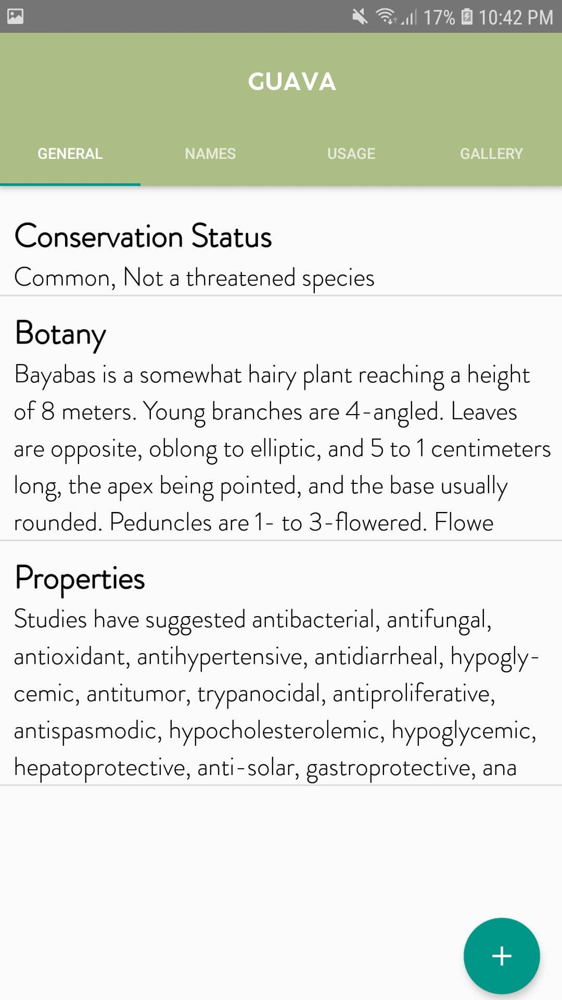 17% 10:42 PM
GUAVA
GENERAL NAMES USAGE GALLERY
Conservation Status
Common, Not a threatened species
Botany
Bayabas is a somewhat hairy plant reaching a height
of 8 meters. Young branches are 4-angled. Leaves
are opposite, oblong to elliptic, and 5 to 1 centimeters
long, the apex being pointed, and the base usually
rounded. Peduncles are 1- to 3-flowered. Flowe
Properties
Studies have suggested antibacterial, antifungal,
antioxidant, antihypertensive, antidiarrheal, hypogly-
cemic, antitumor, trypanocidal, antiproliferative,
antispasmodic, hypocholesterolemic, hypoglycemic,
hepatoprotective, anti-solar, gastroprotective, ana
+